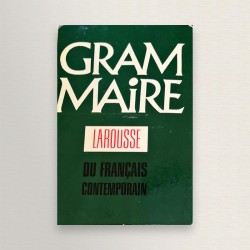 GRAM
MAiRE
LAROUSSE
DU FRANÇAIS
CONTEMPORAIN